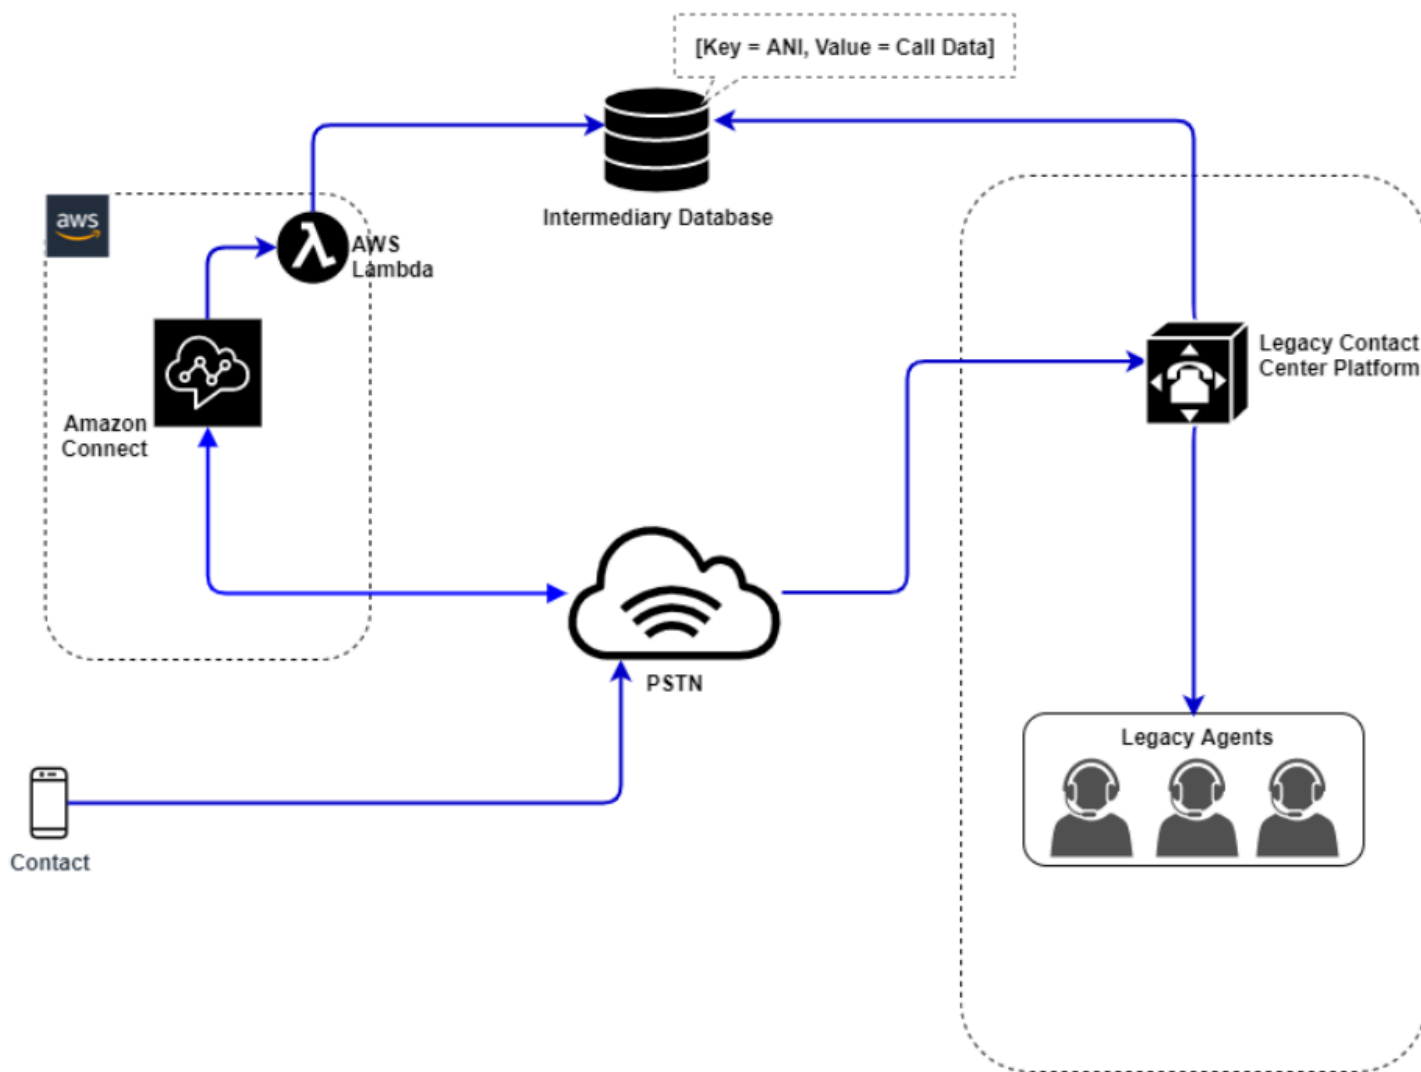 [Key = ANI, Value = Call Data]
Intermediary Database
aws
AWS
Lambda
Amazon
Connect
Legacy Contact
Center Platform
PSTN
Legacy Agents
Contact